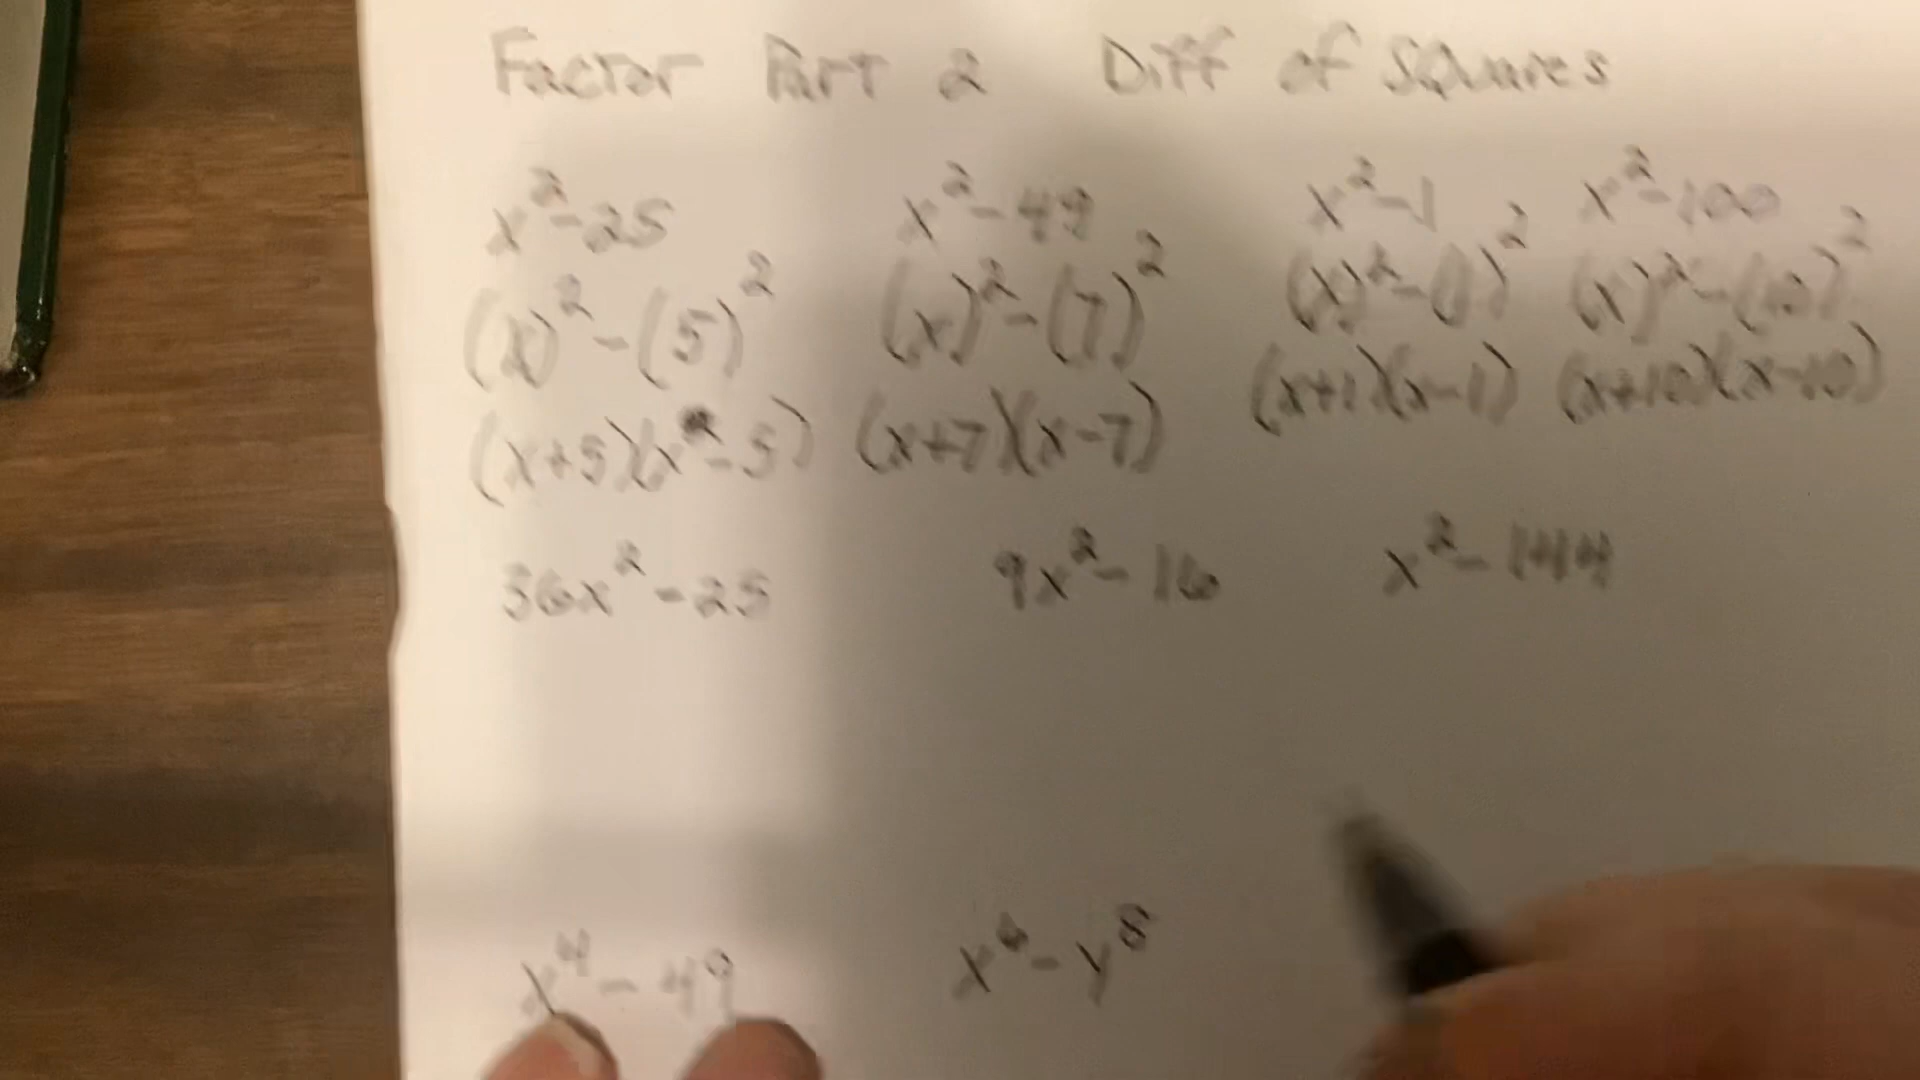 Factor Part 2 Diff of Squares
x²-25 x²-49 x²-1 x²-100
(x)²-(5)² (x)²-(7)² (x)²-(1)² (x)²-(10)²
(x+5)(x-5) (x+7)(x-7) (x+1)(x-1) (x+10)(x-10)
36x²-25 9x²-16 x²-144
x⁴-49